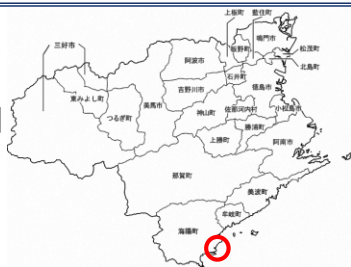 上板町
藍住町
鳴門市
三好市
板野町
松茂町
阿波市
北島町
石井町
東みよし町
吉野川市
徳島市
美馬市
つるぎ町
神山町
佐那河内村
小松島市
勝浦町
上勝町
阿南市
那賀町
美波町
牟岐町
海陽町